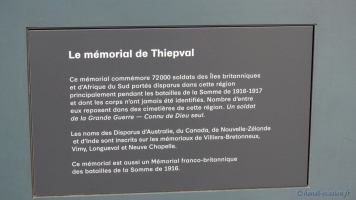 Le mémorial de Thiepval
Ce mémorial commémore 72 000 soldats des Îles britanniques
et d'Afrique du Sud portés disparus dans cette région
principalement pendant les batailles de la Somme de 1916-1917
et dont les corps n'ont jamais été identifiés. Nombre d'entre
eux reposent dans des cimetières de cette région. Un soldat
de la Grande Guerre — Connu de Dieu seul.
Les noms des Disparus d'Australie, du Canada, de Nouvelle-Zélande
et d'Inde sont inscrits sur les mémoriaux de Villiers-Bretonneux,
Vimy, Longueval et Neuve Chapelle.
Ce mémorial est aussi un Mémorial franco-britannique
des batailles de la Somme de 1916.